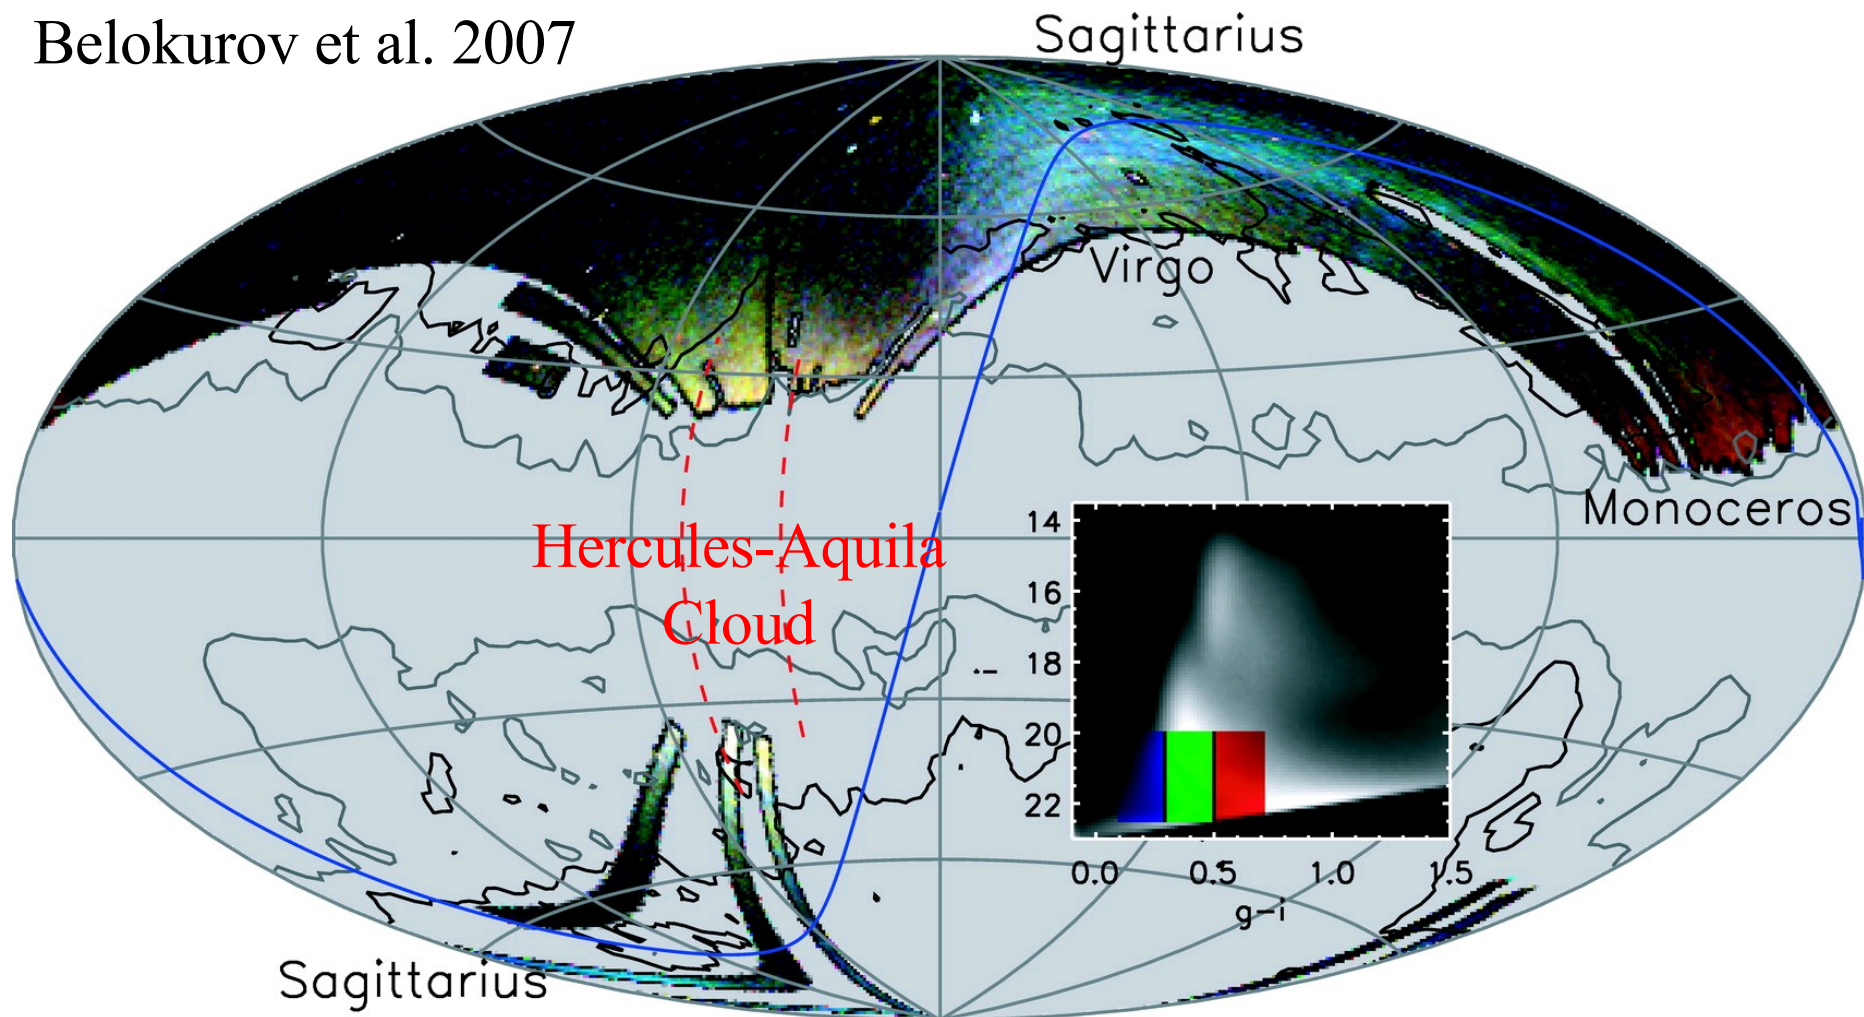 Belokurov et al. 2007
Sagittarius
Virgo
Monoceros
Hercules-Aquila
Cloud
14
16
18
20
22
0.0 0.5 1.0 1.5
g-i
Sagittarius